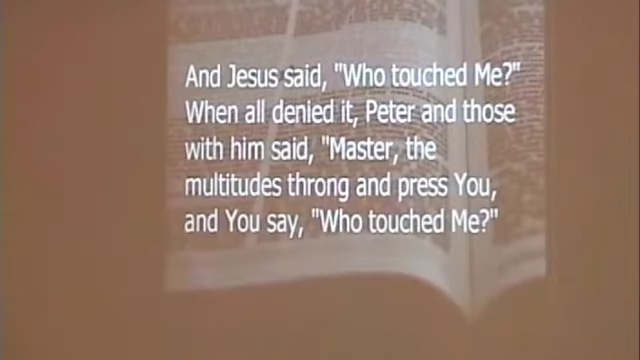 And Jesus said, "Who touched Me?"
When all denied it, Peter and those
with him said, "Master, the
multitudes throng and press You,
and You say, "Who touched Me?"